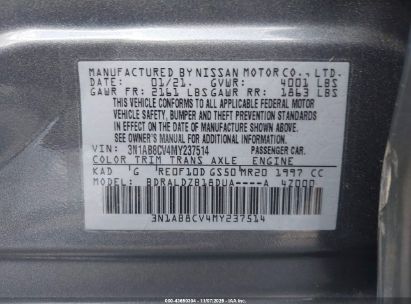 MANUFACTURED BY NISSAN MOTOR CO., LTD.
DATE: 01/21. GVWR: 4001 LBS
GAWR FR: 2161 LBS GAWR RR: 1863 LBS
THIS VEHICLE CONFORMS TO ALL APPLICABLE FEDERAL MOTOR
VEHICLE SAFETY, BUMPER AND THEFT PREVENTION STANDARDS
IN EFFECT ON THE DATE OF MANUFACTURE SHOWN ABOVE.
SEE OWNER'S MANUAL FOR ADDITIONAL INFORMATION.
VIN: 3N1AB8CV4MY237514 PASSENGER CAR.
COLOR TRIM TRANS AXLE ENGINE
KAD G RE0F10D GS50 MR20 1997 CC
MODEL: BDRALDZB18DUA----A 4Z000
3N1AB8CV4MY237514